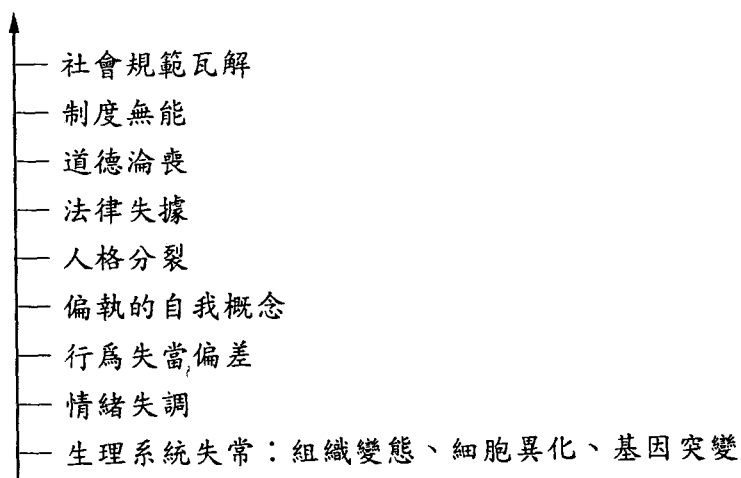 社會規範瓦解
制度無能
道德淪喪
法律失據
人格分裂
偏執的自我概念
行爲失當偏差
情緒失調
生理系統失常：組織變態、細胞異化、基因突變